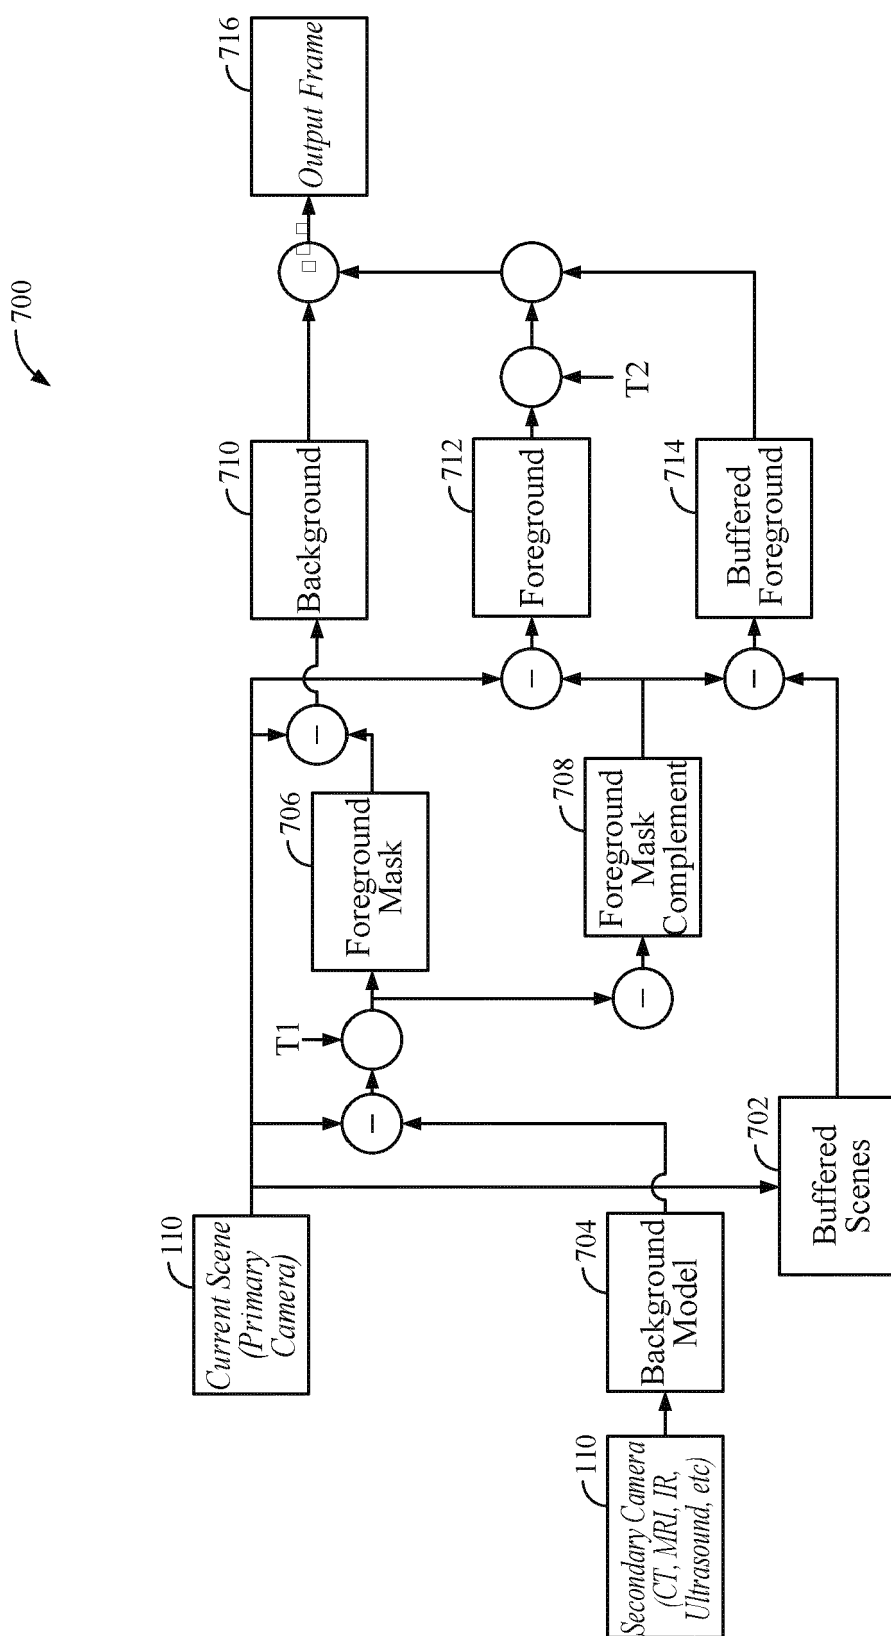 700
110
Current Scene
(Primary
Camera)
110
Secondary Camera
(CT, MRI, IR,
Ultrasound, etc)
704
Background
Model
702
Buffered
Scenes
T1
706
Foreground
Mask
708
Foreground
Mask
Complement
710
Background
712
Foreground
T2
714
Buffered
Foreground
716
Output Frame
−
−
−
−
−